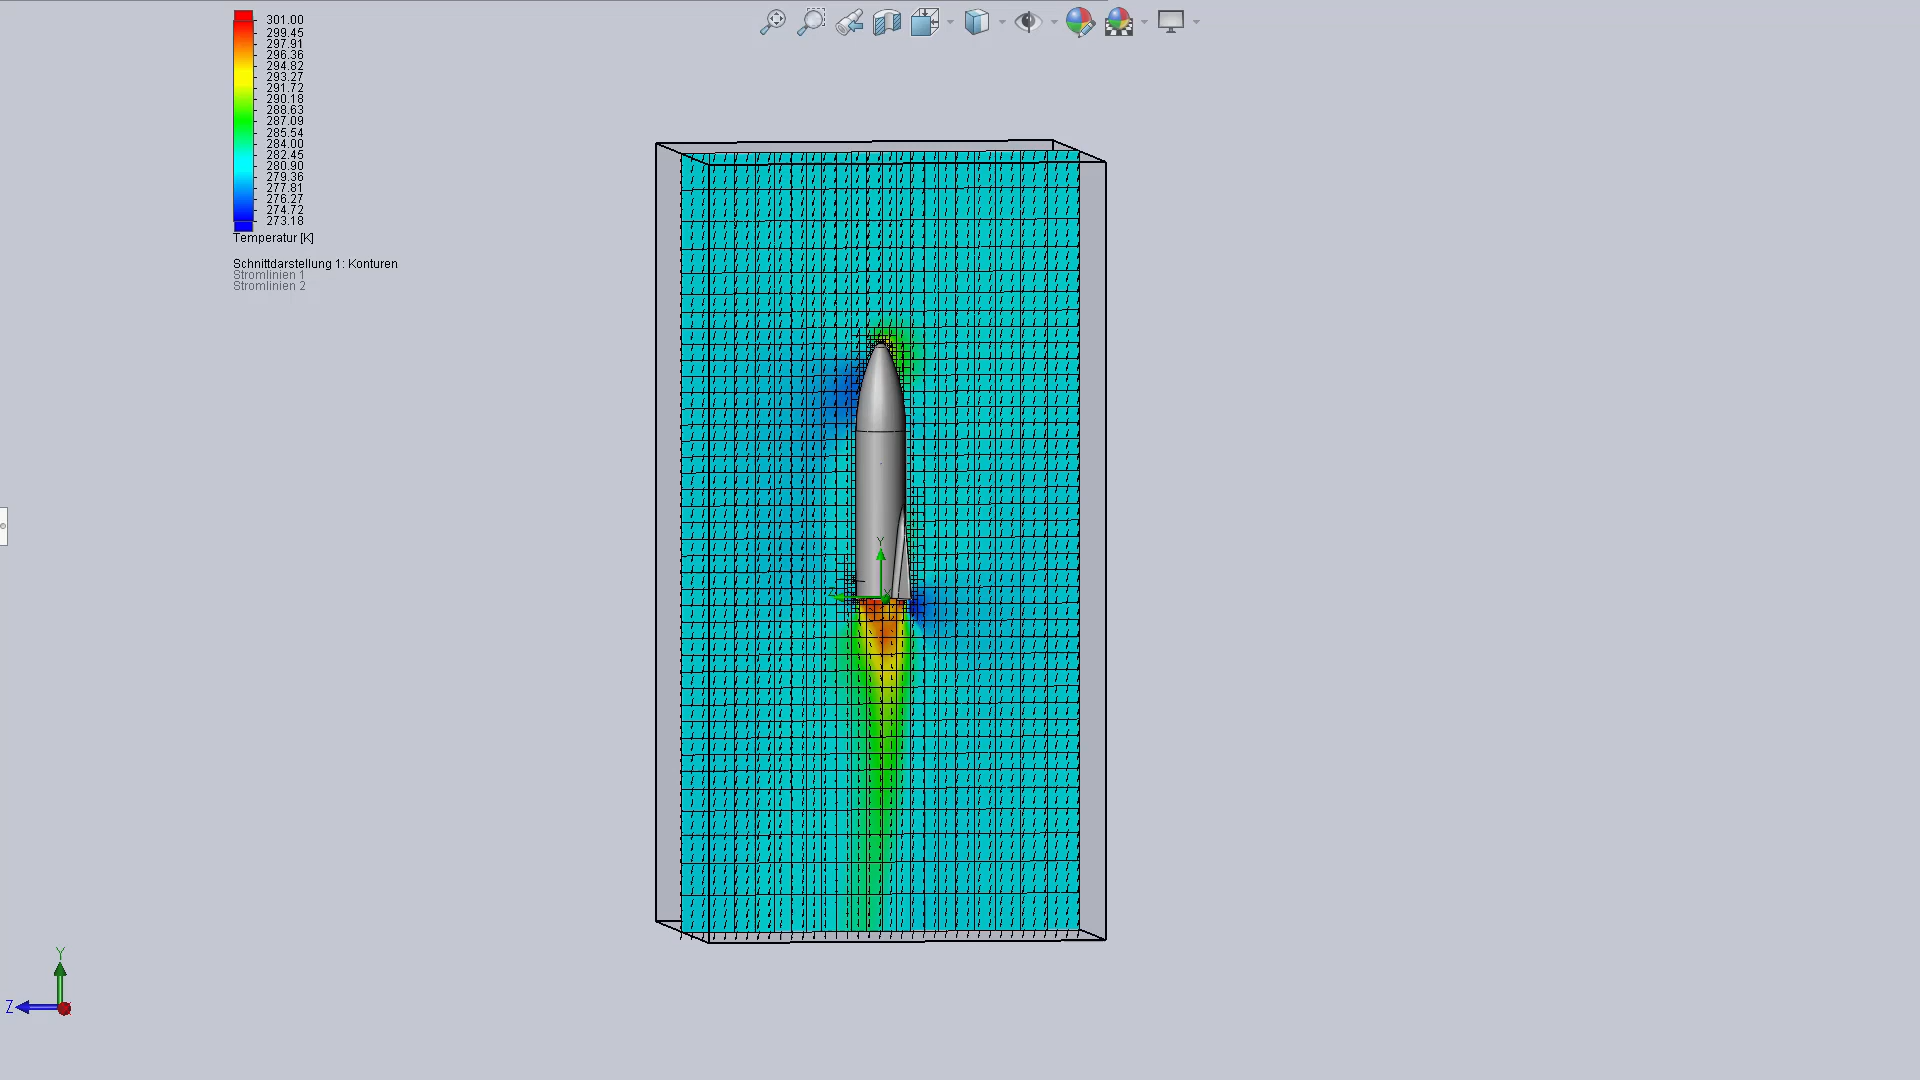 301.00
299.45
297.91
296.36
294.82
293.27
291.72
290.18
288.63
287.09
285.54
284.00
282.45
280.90
279.36
277.81
276.27
274.72
273.18
Temperatur [K]
Schnittdarstellung 1: Konturen
Stromlinien 1
Stromlinien 2
Y
Z
X
Y
Z